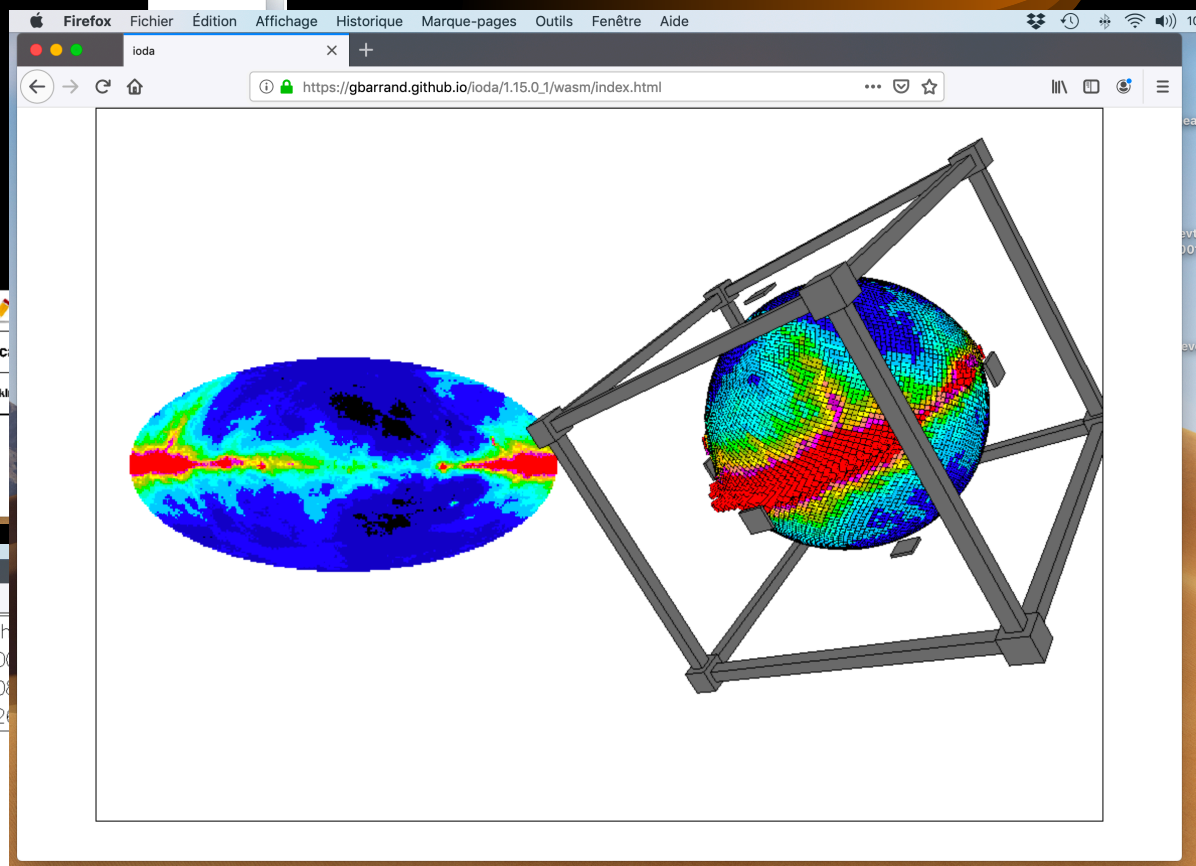 Firefox Fichier Édition Affichage Historique Marque-pages Outils Fenêtre Aide
ioda
https://gbarrand.github.io/ioda/1.15.0_1/wasm/index.html